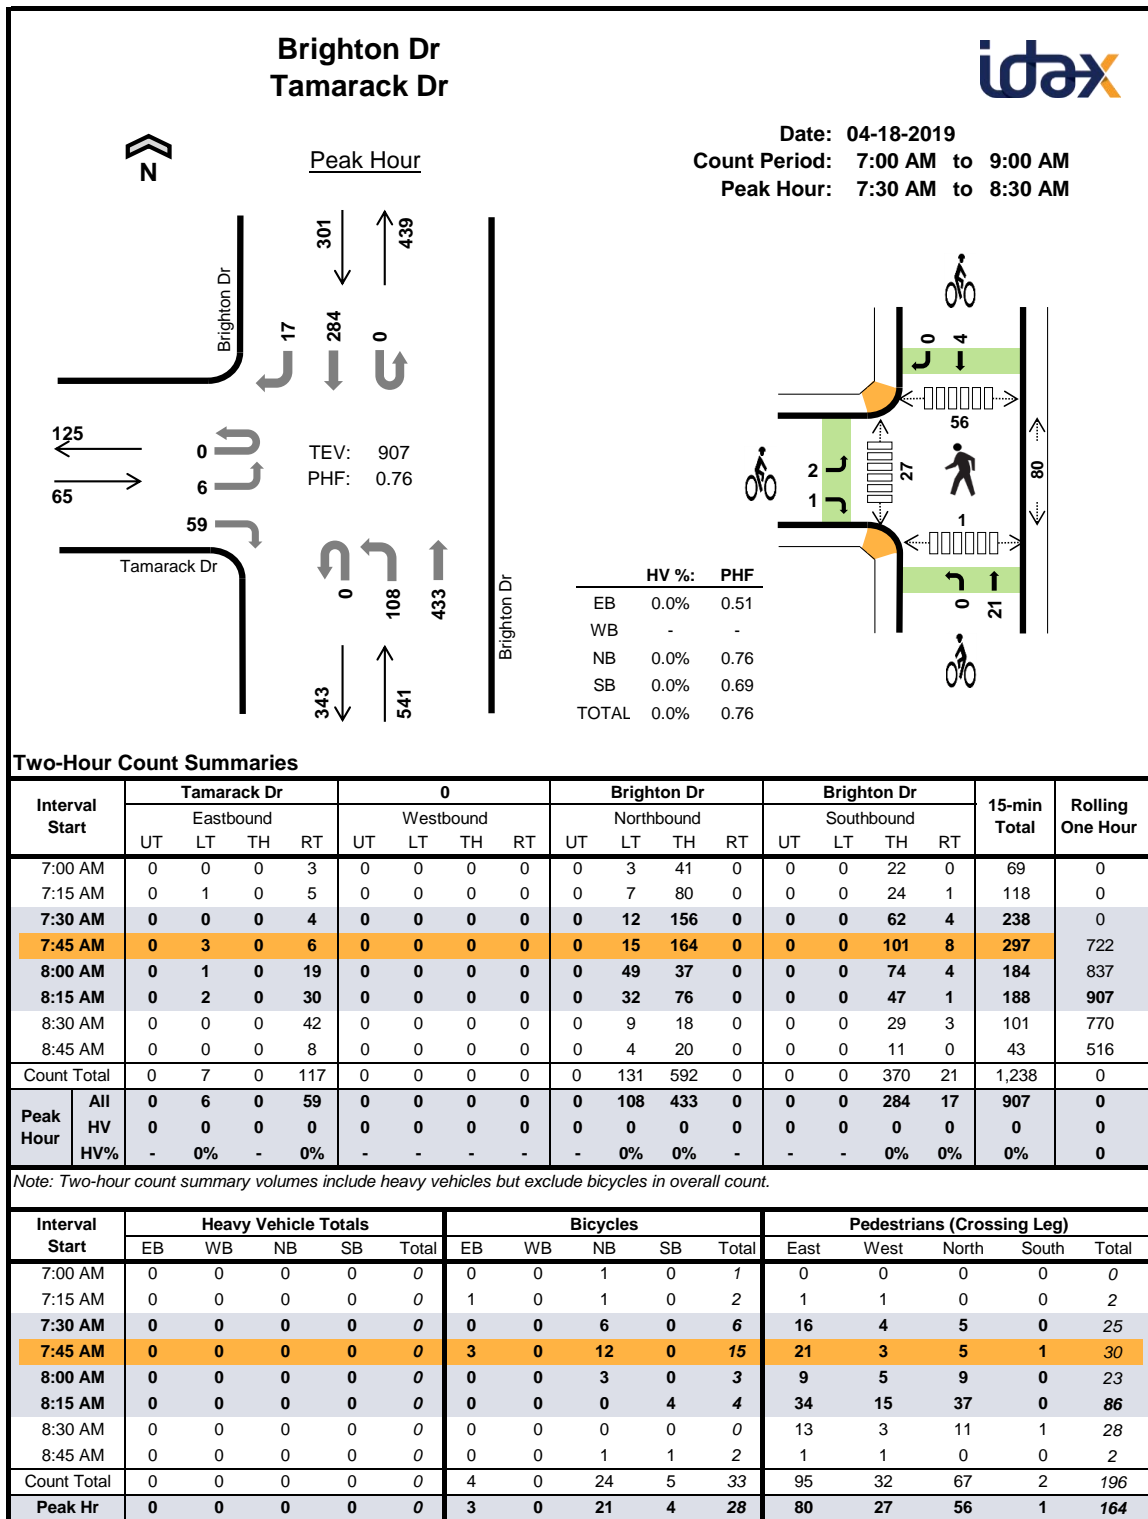 Brighton Dr
Tamarack Dr
idax
Date: 04-18-2019
Count Period: 7:00 AM to 9:00 AM
Peak Hour: 7:30 AM to 8:30 AM
N
Peak Hour
301
439
Brighton Dr
17
284
0
125
0
TEV: 907
PHF: 0.76
6
65
59
Tamarack Dr
0
108
433
Brighton Dr
343
541
HV %: PHF
EB 0.0% 0.51
WB - -
NB 0.0% 0.76
SB 0.0% 0.69
TOTAL 0.0% 0.76
0
4
56
2
27
80
1
1
0
21
Two-Hour Count Summaries
Interval Start Tamarack Dr 0 Brighton Dr Brighton Dr 15-min Total Rolling One Hour
Eastbound Westbound Northbound Southbound
UT LT TH RT UT LT TH RT UT LT TH RT UT LT TH RT
7:00 AM 0 0 0 3 0 0 0 0 0 3 41 0 0 0 22 0 69 0
7:15 AM 0 1 0 5 0 0 0 0 0 7 80 0 0 0 24 1 118 0
7:30 AM 0 0 0 4 0 0 0 0 0 12 156 0 0 0 62 4 238 0
7:45 AM 0 3 0 6 0 0 0 0 0 15 164 0 0 0 101 8 297 722
8:00 AM 0 1 0 19 0 0 0 0 0 49 37 0 0 0 74 4 184 837
8:15 AM 0 2 0 30 0 0 0 0 0 32 76 0 0 0 47 1 188 907
8:30 AM 0 0 0 42 0 0 0 0 0 9 18 0 0 0 29 3 101 770
8:45 AM 0 0 0 8 0 0 0 0 0 4 20 0 0 0 11 0 43 516
Count Total 0 7 0 117 0 0 0 0 0 131 592 0 0 0 370 21 1,238 0
Peak Hour All 0 6 0 59 0 0 0 0 0 108 433 0 0 0 284 17 907 0
HV 0 0 0 0 0 0 0 0 0 0 0 0 0 0 0 0 0 0
HV% - 0% - 0% - - - - - 0% 0% - - - 0% 0% 0% 0
Note: Two-hour count summary volumes include heavy vehicles but exclude bicycles in overall count.
Interval Start Heavy Vehicle Totals Bicycles Pedestrians (Crossing Leg)
EB WB NB SB Total EB WB NB SB Total East West North South Total
7:00 AM 0 0 0 0 0 0 0 1 0 1 0 0 0 0 0
7:15 AM 0 0 0 0 0 1 0 1 0 2 1 1 0 0 2
7:30 AM 0 0 0 0 0 0 0 6 0 6 16 4 5 0 25
7:45 AM 0 0 0 0 0 3 0 12 0 15 21 3 5 1 30
8:00 AM 0 0 0 0 0 0 0 3 0 3 9 5 9 0 23
8:15 AM 0 0 0 0 0 0 0 0 4 4 34 15 37 0 86
8:30 AM 0 0 0 0 0 0 0 0 0 0 13 3 11 1 28
8:45 AM 0 0 0 0 0 0 0 1 1 2 1 1 0 0 2
Count Total 0 0 0 0 0 4 0 24 5 33 95 32 67 2 196
Peak Hr 0 0 0 0 0 3 0 21 4 28 80 27 56 1 164